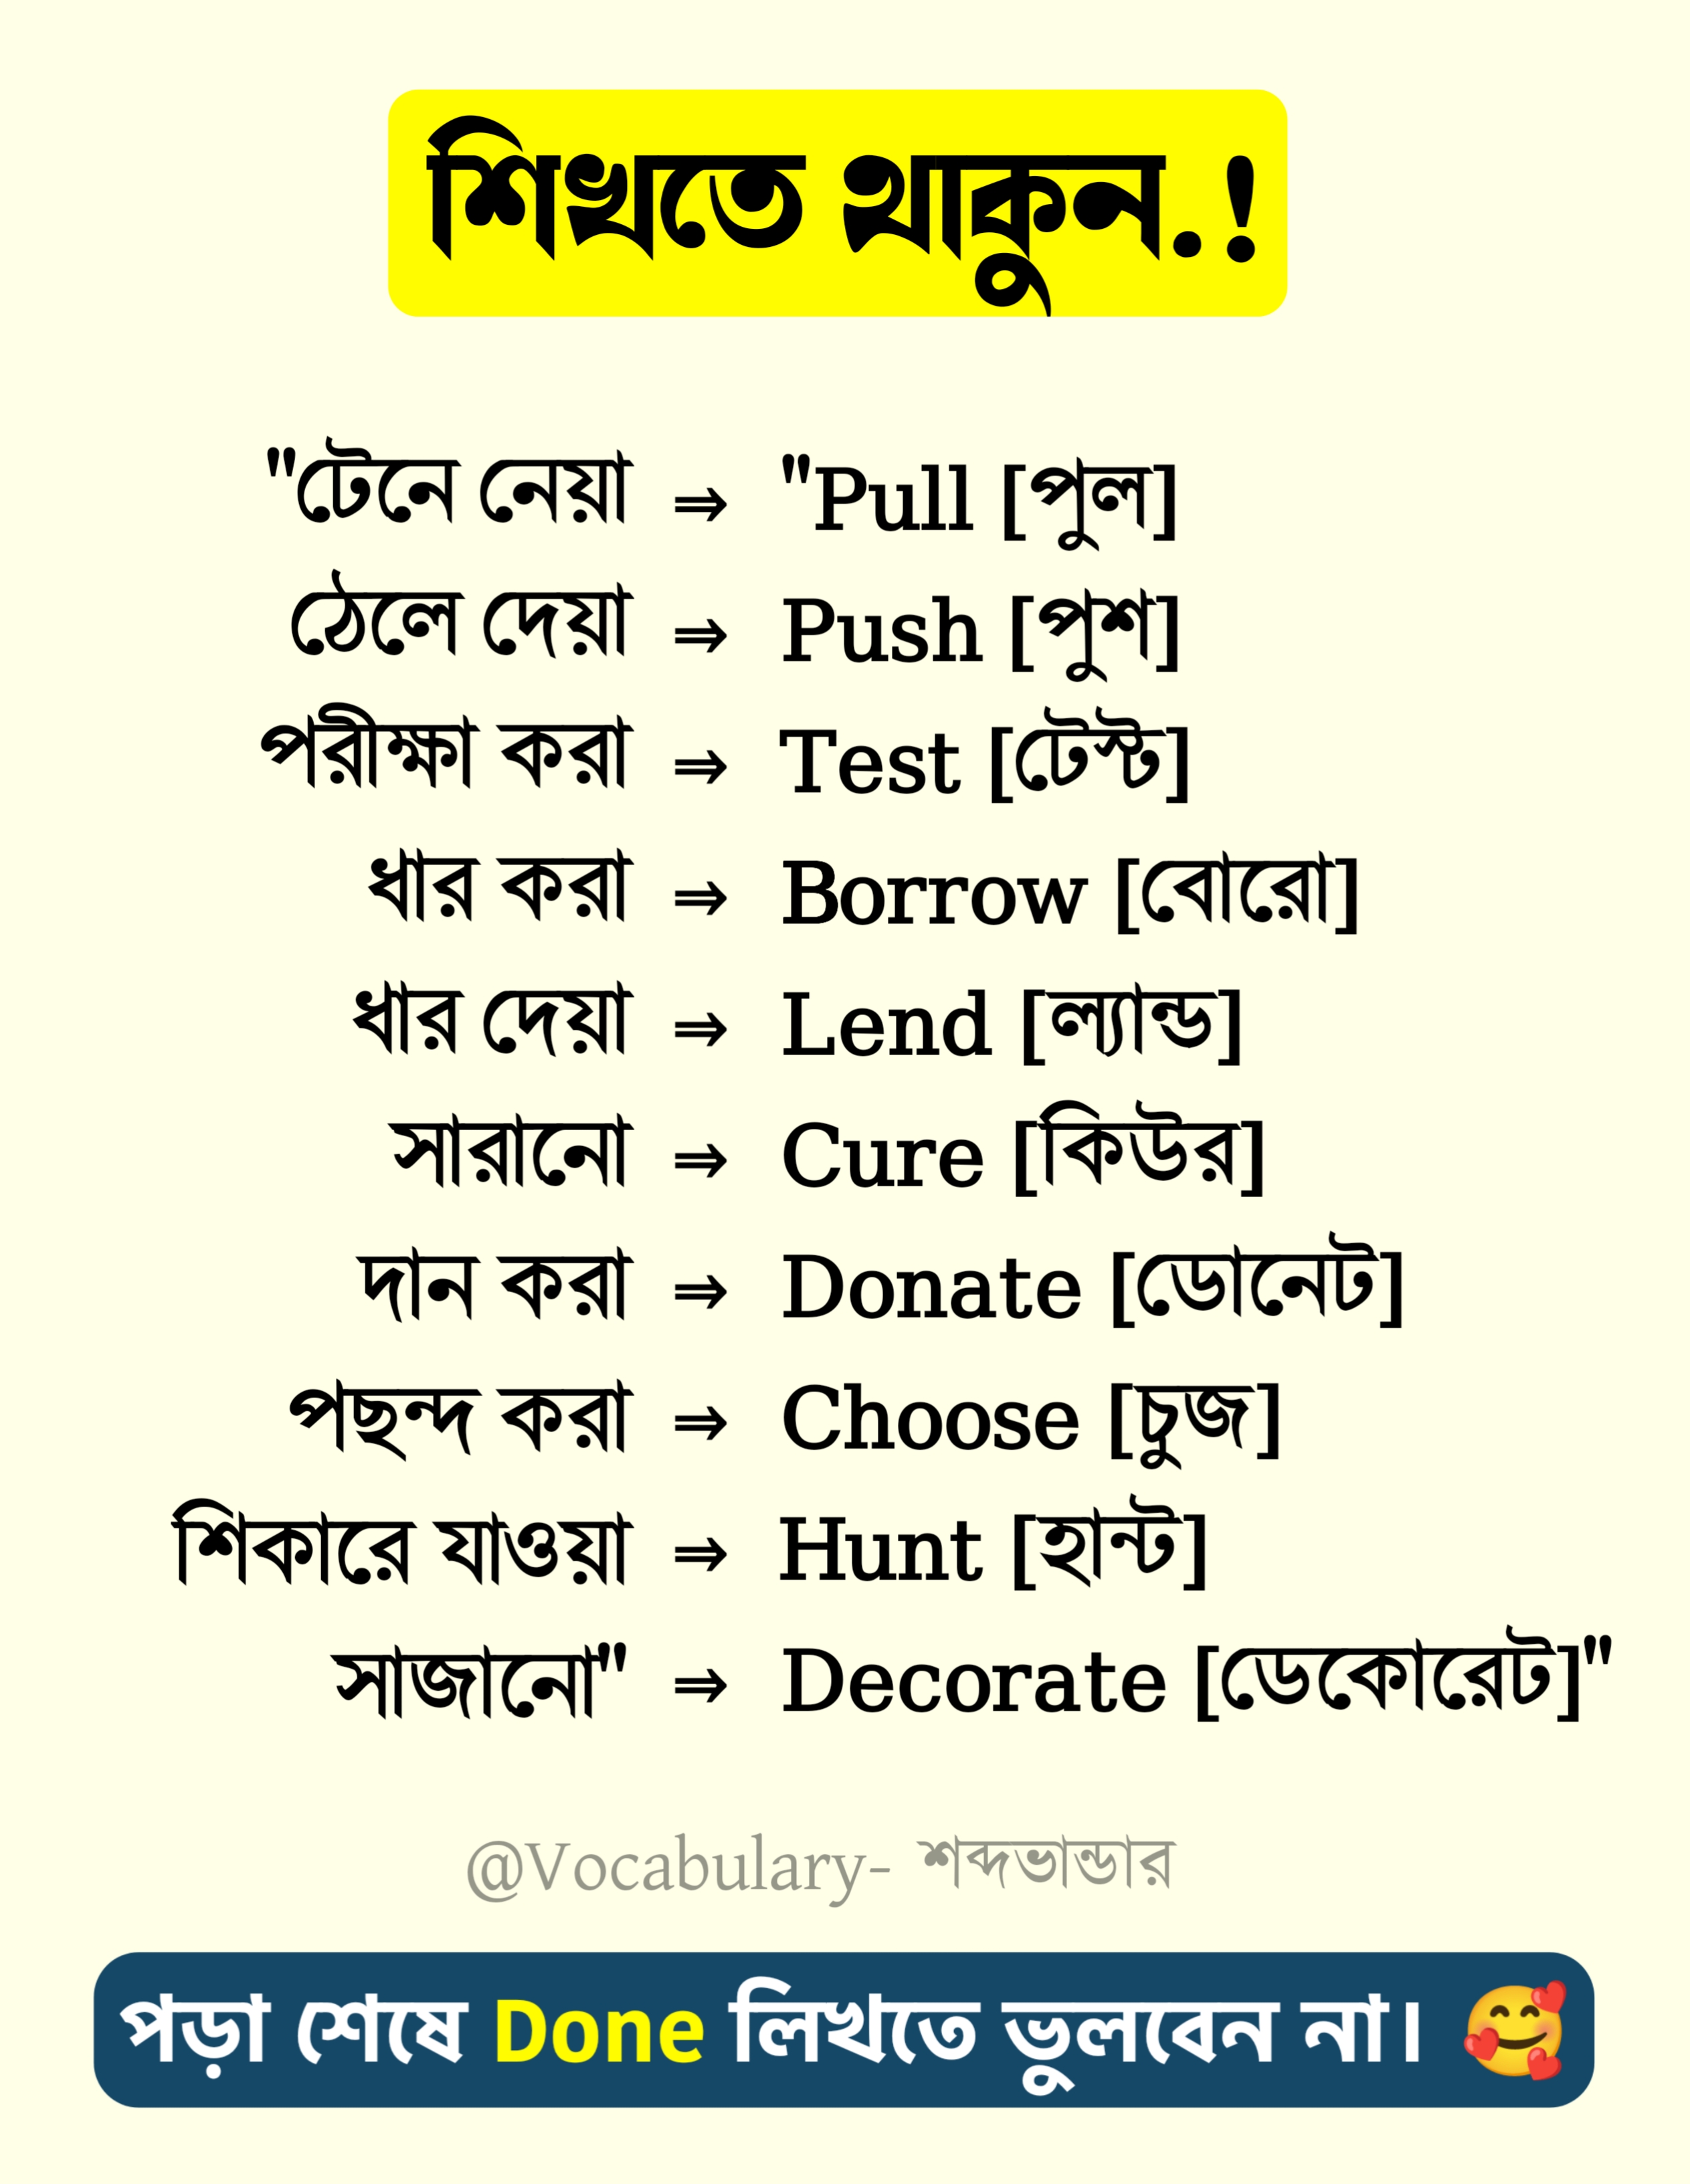 শিখতে থাকুন.!
"টেনে নেয়া ⇒ "Pull [পুল]
ঠেলে দেয়া ⇒ Push [পুশ]
পরীক্ষা করা ⇒ Test [টেস্ট]
ধার করা ⇒ Borrow [বোরো]
ধার দেয়া ⇒ Lend [ল্যান্ড]
সারানো ⇒ Cure [কিউর]
দান করা ⇒ Donate [ডোনেট]
পছন্দ করা ⇒ Choose [চুজ]
শিকারে যাওয়া ⇒ Hunt [হান্ট]
সাজানো" ⇒ Decorate [ডেকোরেট]"
@Vocabulary- শব্দভাডার
পড়া শেষে Done লিখতে ভুলবেন না। 🥰